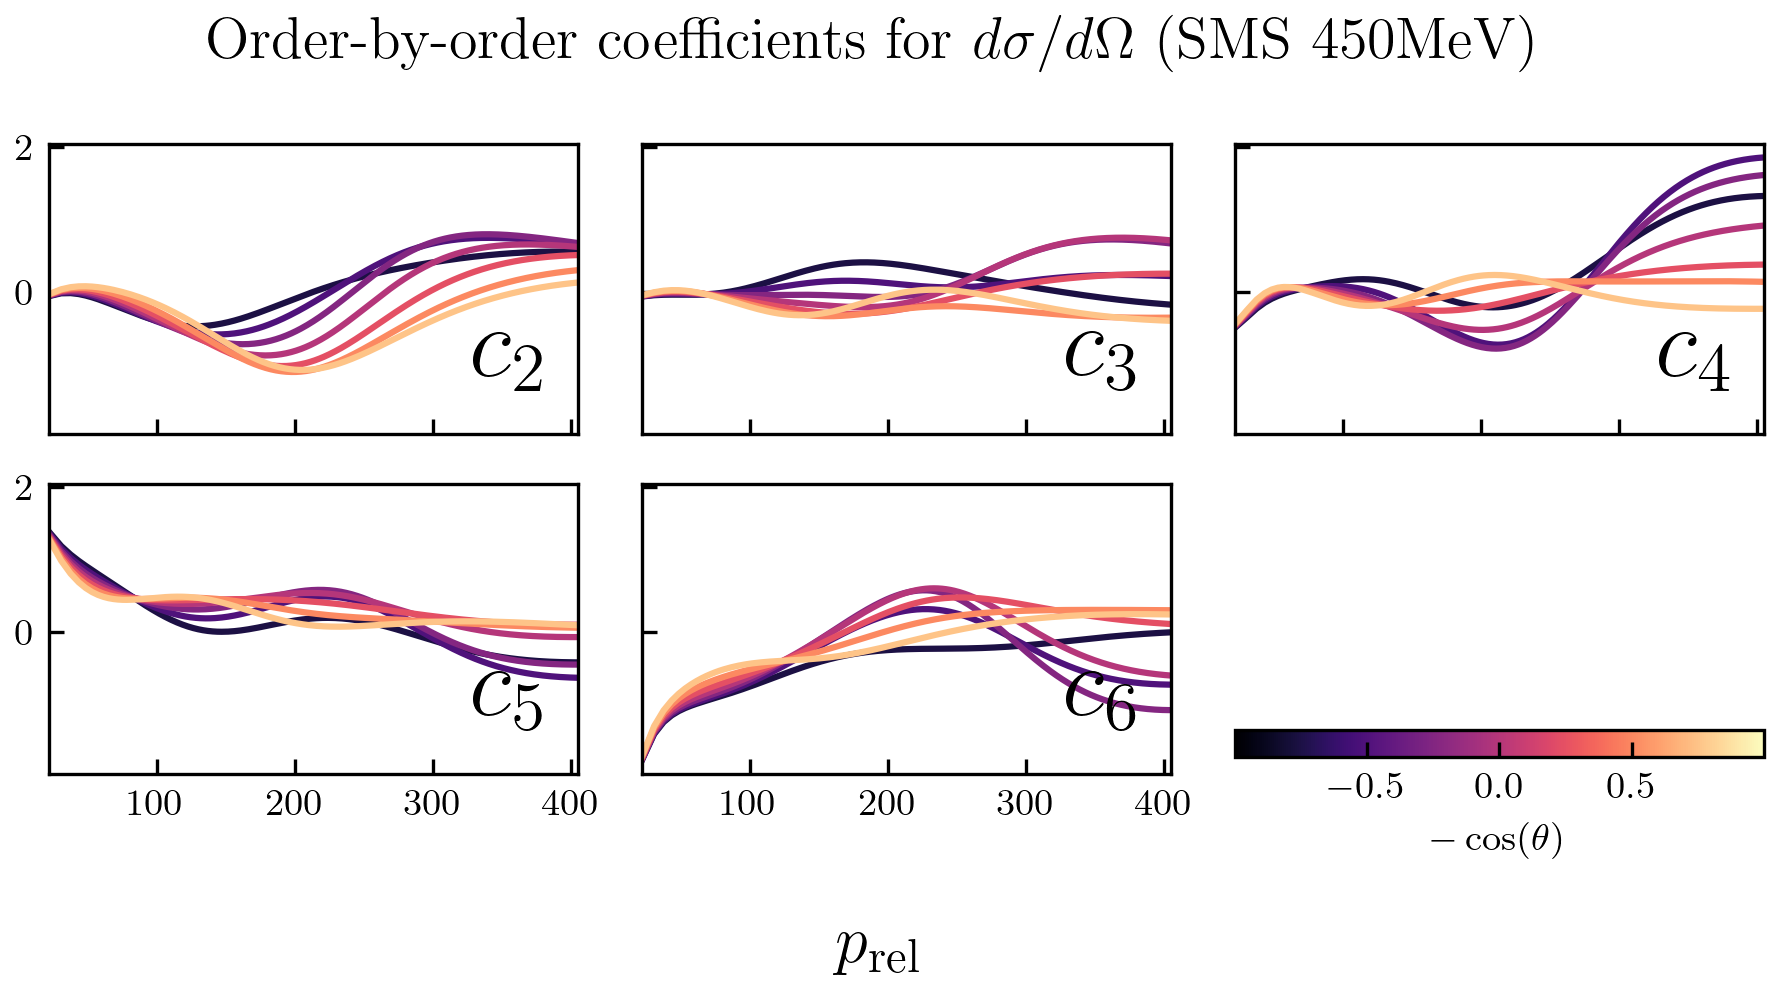 Order-by-order coefficients for dσ/dΩ (SMS 450MeV)
2
0
c₂
c₃
c₄
2
0
c₅
c₆
100 200 300 400
100 200 300 400
−0.5 0.0 0.5
− cos(θ)
p_rel